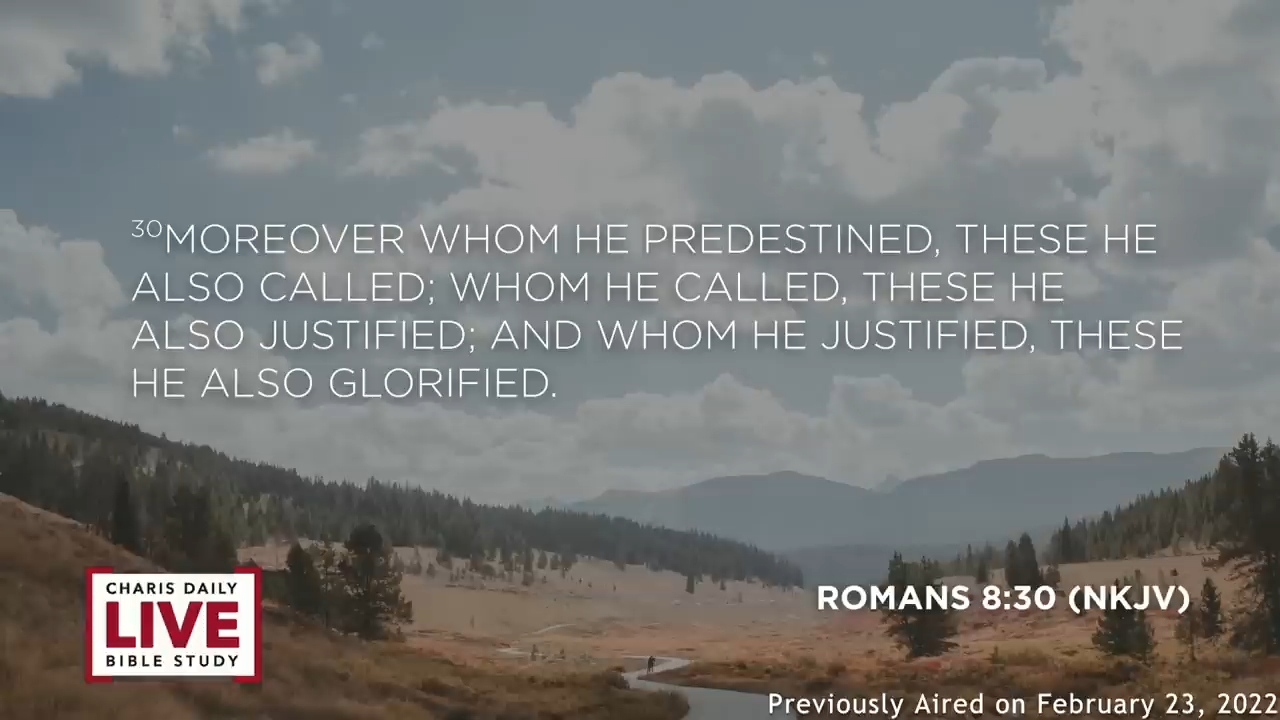 30MOREOVER WHOM HE PREDESTINED, THESE HE
ALSO CALLED; WHOM HE CALLED, THESE HE
ALSO JUSTIFIED; AND WHOM HE JUSTIFIED, THESE
HE ALSO GLORIFIED.
ROMANS 8:30 (NKJV)
CHARIS DAILY
LIVE
BIBLE STUDY
Previously Aired on February 23, 2022